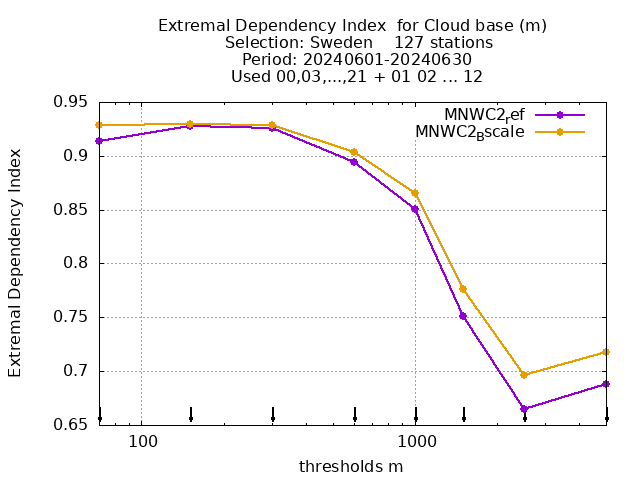 Extremal Dependency Index  for Cloud base (m)
Selection: Sweden    127 stations
Period: 20240601-20240630
Used 00,03,...,21 + 01 02 ... 12
MNWC2ref
MNWC2Bscale
Extremal Dependency Index
0.95
0.9
0.85
0.8
0.75
0.7
0.65
100
1000
thresholds m